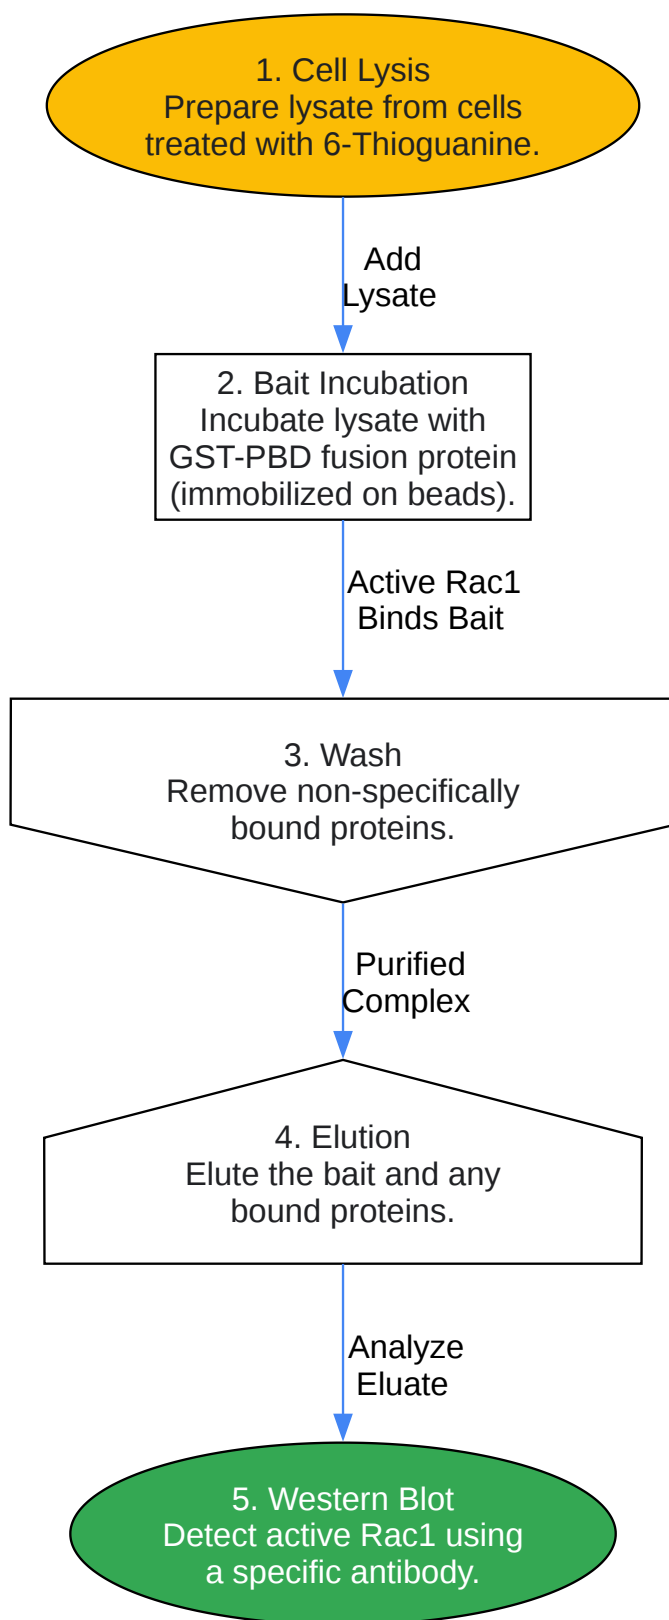 1. Cell Lysis
Prepare lysate from cells
treated with 6-Thioguanine.
Add
Lysate
2. Bait Incubation
Incubate lysate with
GST-PBD fusion protein
(immobilized on beads).
Active Rac1
Binds Bait
3. Wash
Remove non-specifically
bound proteins.
Purified
Complex
4. Elution
Elute the bait and any
bound proteins.
Analyze
Eluate
5. Western Blot
Detect active Rac1 using
a specific antibody.